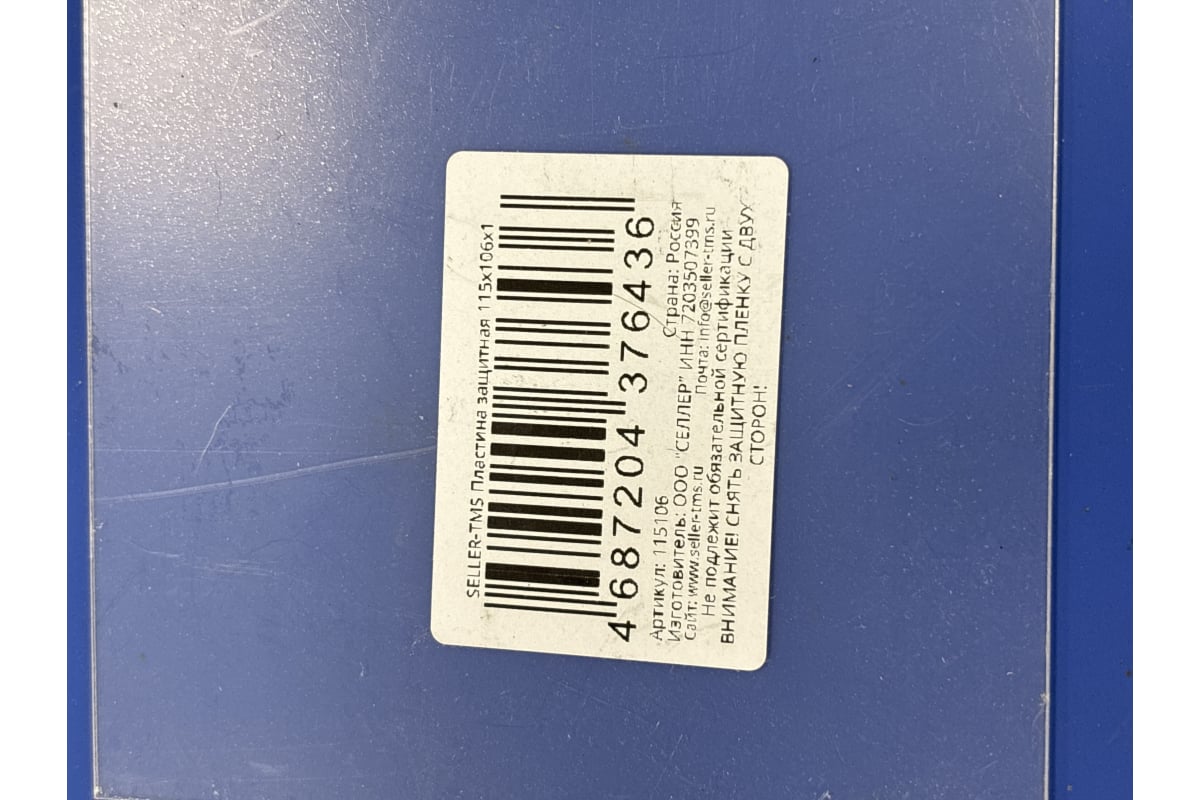 SELLER-TMS Пластина защитная 115x106x1
4 687204 376436
Артикул: 115106 Страна: Россия
Изготовитель: ООО "СЕЛЛЕР" ИНН 7203507399
Сайт: www.seller-tms.ru Почта: info@seller-tms.ru
Не подлежит обязательной сертификации
ВНИМАНИЕ! СНЯТЬ ЗАЩИТНУЮ ПЛЕНКУ С ДВУХ
СТОРОН!